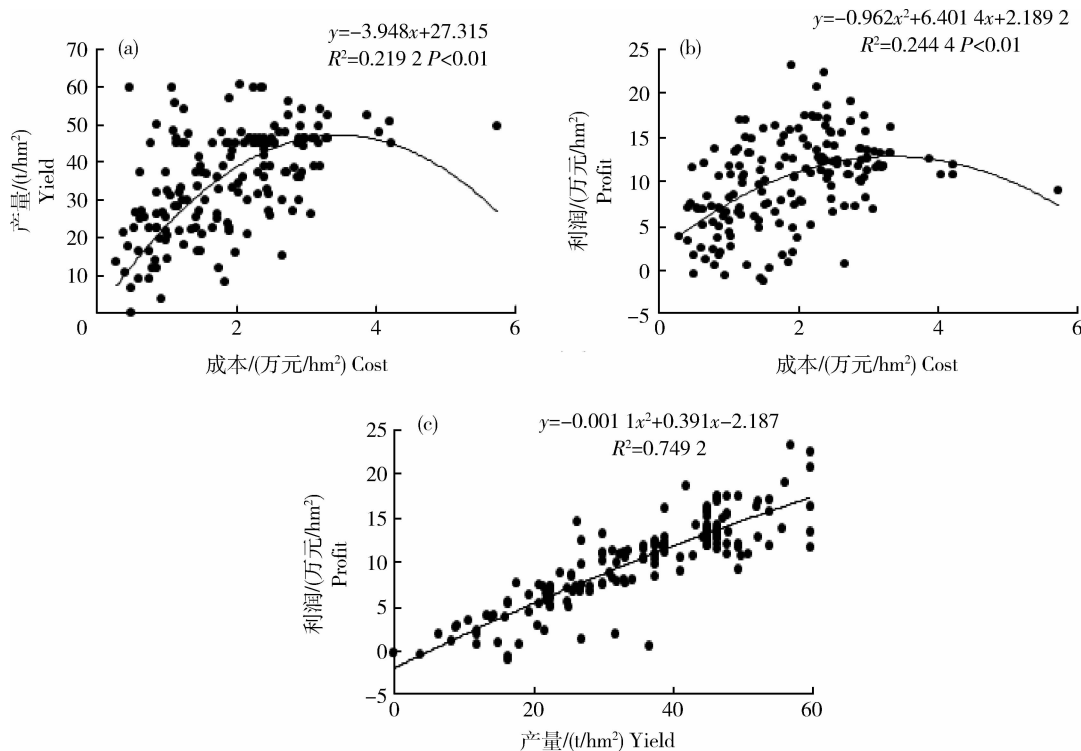 (a)
y=−3.948x+27.315
R²=0.219 2 P<0.01
70
60
50
40
30
20
10
0
2
4
6
产量/(t/hm²)
Yield
成本/(万元/hm²) Cost
(b)
y=−0.962x²+6.401 4x+2.189 2
R²=0.244 4 P<0.01
25
20
15
10
5
0
−5
0
2
4
6
利润/(万元/hm²)
Profit
成本/(万元/hm²) Cost
(c)
y=−0.001 1x²+0.391x−2.187
R²=0.749 2
25
20
15
10
5
0
−5
0
20
40
60
利润/(万元/hm²)
Profit
产量/(t/hm²) Yield